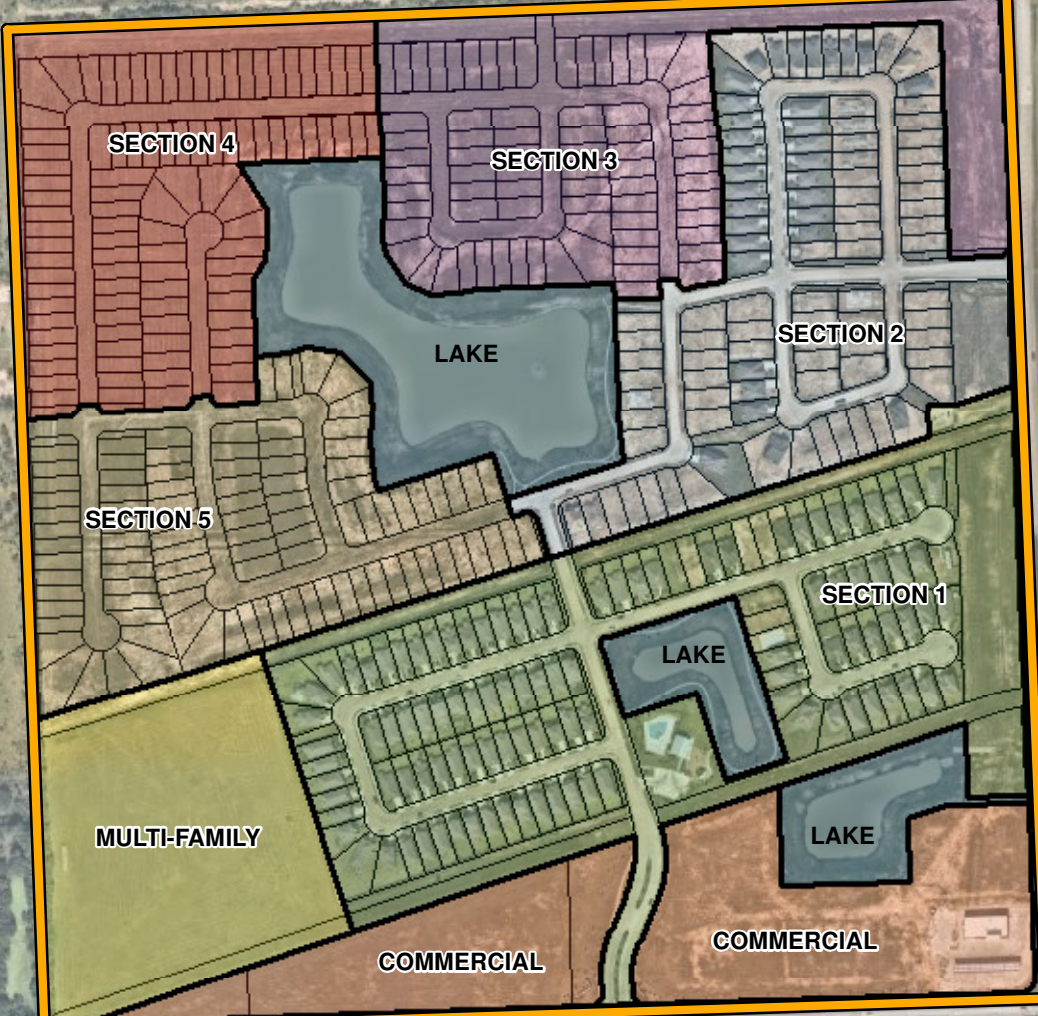 SECTION 4
SECTION 3
SECTION 2
LAKE
SECTION 5
SECTION 1
LAKE
MULTI-FAMILY
LAKE
COMMERCIAL
COMMERCIAL